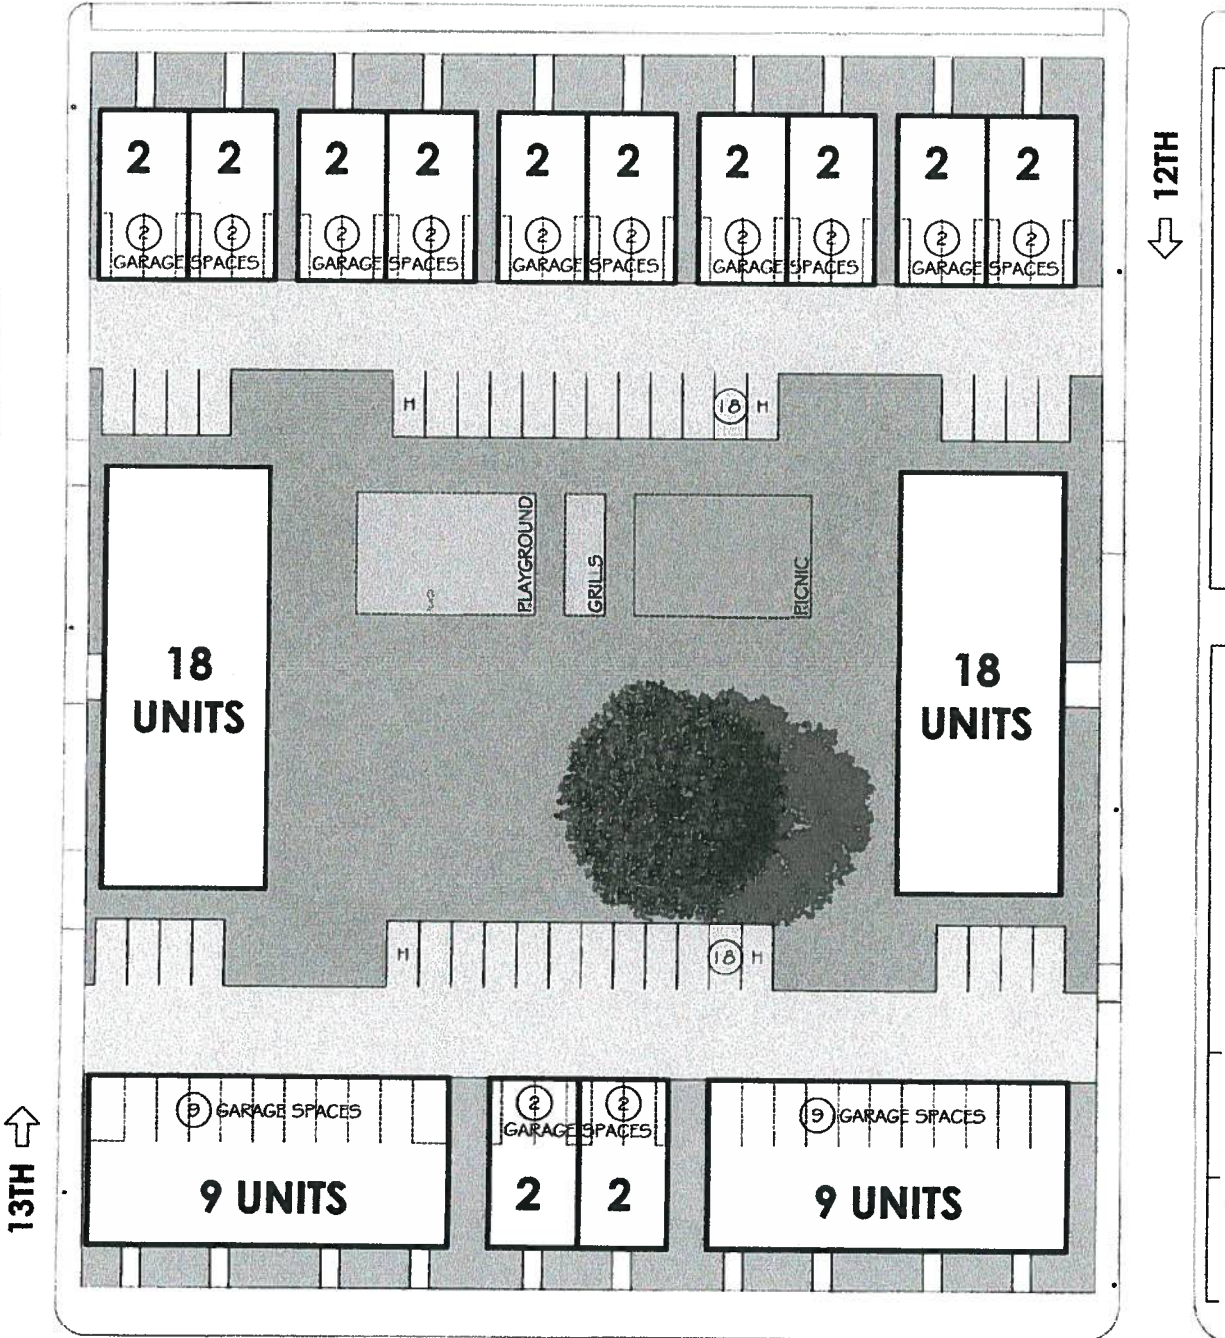 12TH
2 2 2 2 2 2 2 2 2 2
2 2 2 2 2 2 2 2 2 2
GARAGE SPACES GARAGE SPACES GARAGE SPACES GARAGE SPACES GARAGE SPACES
H 18 H
PLAYGROUND
GRILLS
PICNIC
18
UNITS
18
UNITS
H 18 H
9 GARAGE SPACES
2 2
GARAGE SPACES
9 GARAGE SPACES
9 UNITS
2 2
9 UNITS
13TH